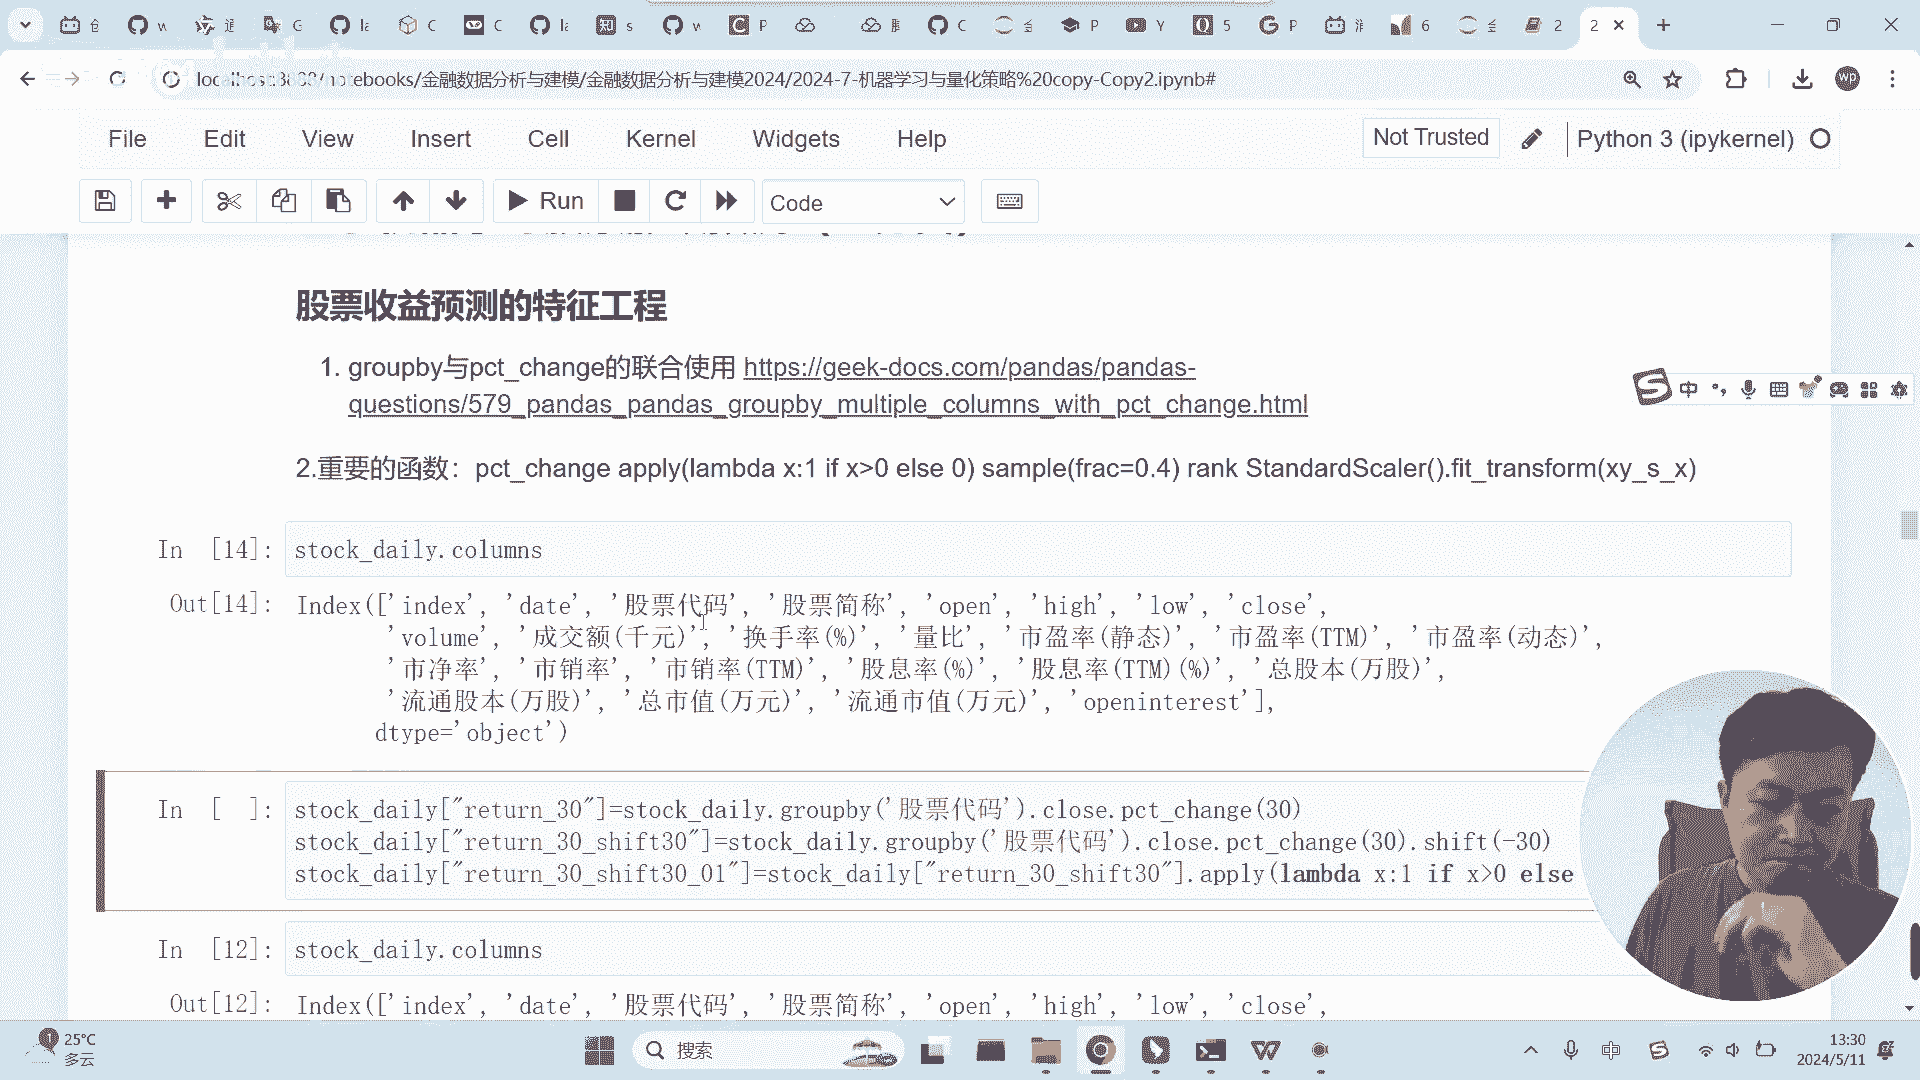 localhost:8888/notebooks/金融数据分析与建模/金融数据分析与建模2024/2024-7-机器学习与量化策略%20copy-Copy2.ipynb#
File Edit View Insert Cell Kernel Widgets Help
Not Trusted
Python 3 (ipykernel)
Run
Code
股票收益预测的特征工程
1. groupby与pct_change的联合使用 https://geek-docs.com/pandas/pandas-
questions/579_pandas_pandas_groupby_multiple_columns_with_pct_change.html
2.重要的函数：pct_change apply(lambda x:1 if x>0 else 0) sample(frac=0.4) rank StandardScaler().fit_transform(xy_s_x)
In [14]: stock_daily.columns
Out[14]: Index(['index', 'date', '股票代码', '股票简称', 'open', 'high', 'low', 'close',
'volume', '成交额(千元)', '换手率(%)', '量比', '市盈率(静态)', '市盈率(TTM)', '市盈率(动态)',
'市净率', '市销率', '市销率(TTM)', '股息率(%)', '股息率(TTM)(%)', '总股本(万股)',
'流通股本(万股)', '总市值(万元)', '流通市值(万元)', 'openinterest'],
dtype='object')
In [ ]: stock_daily["return_30"]=stock_daily.groupby('股票代码').close.pct_change(30)
stock_daily["return_30_shift30"]=stock_daily.groupby('股票代码').close.pct_change(30).shift(-30)
stock_daily["return_30_shift30_01"]=stock_daily["return_30_shift30"].apply(lambda x:1 if x>0 else
In [12]: stock_daily.columns
Out[12]: Index(['index', 'date', '股票代码', '股票简称', 'open', 'high', 'low', 'close',
25°C
多云
搜索
中
13:30
2024/5/11